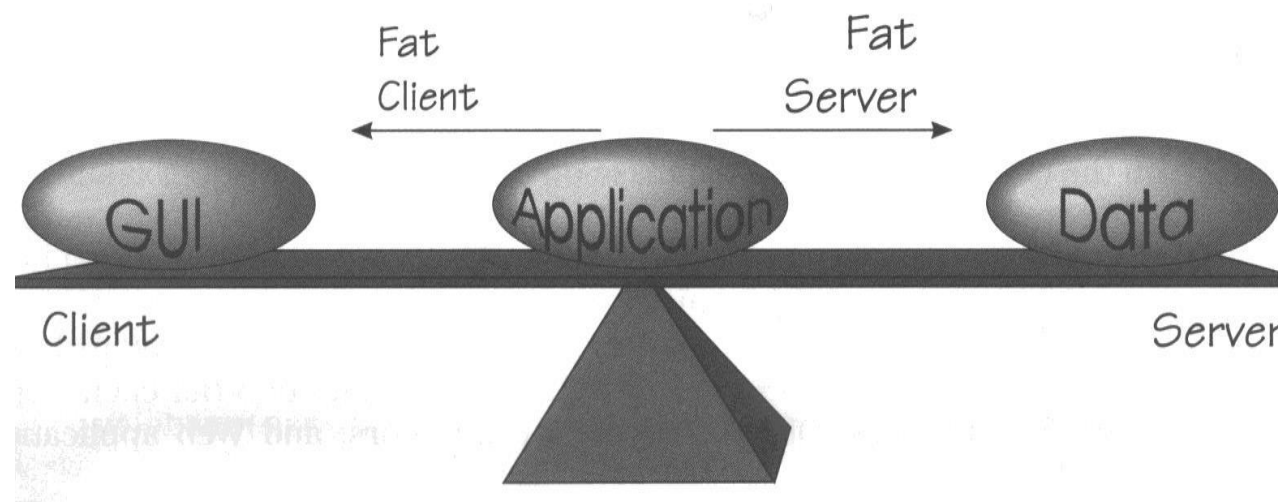 Fat
Client
Fat
Server
GUI
Application
Data
Client
Server